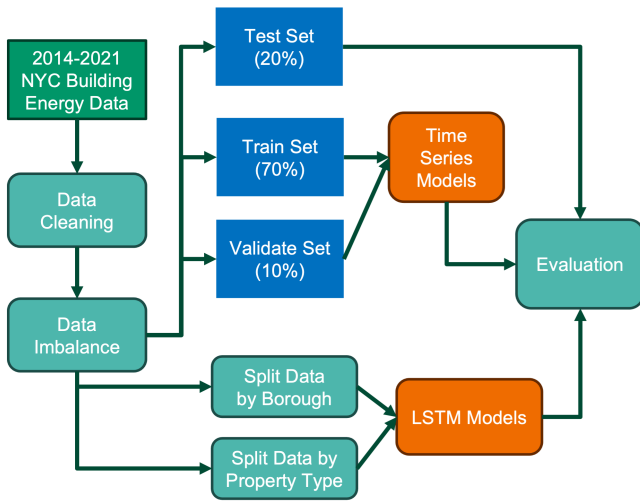 2014-2021
NYC Building
Energy Data
Data
Cleaning
Data
Imbalance
Test Set
(20%)
Train Set
(70%)
Validate Set
(10%)
Time
Series
Models
Evaluation
Split Data
by Borough
Split Data by
Property Type
LSTM Models